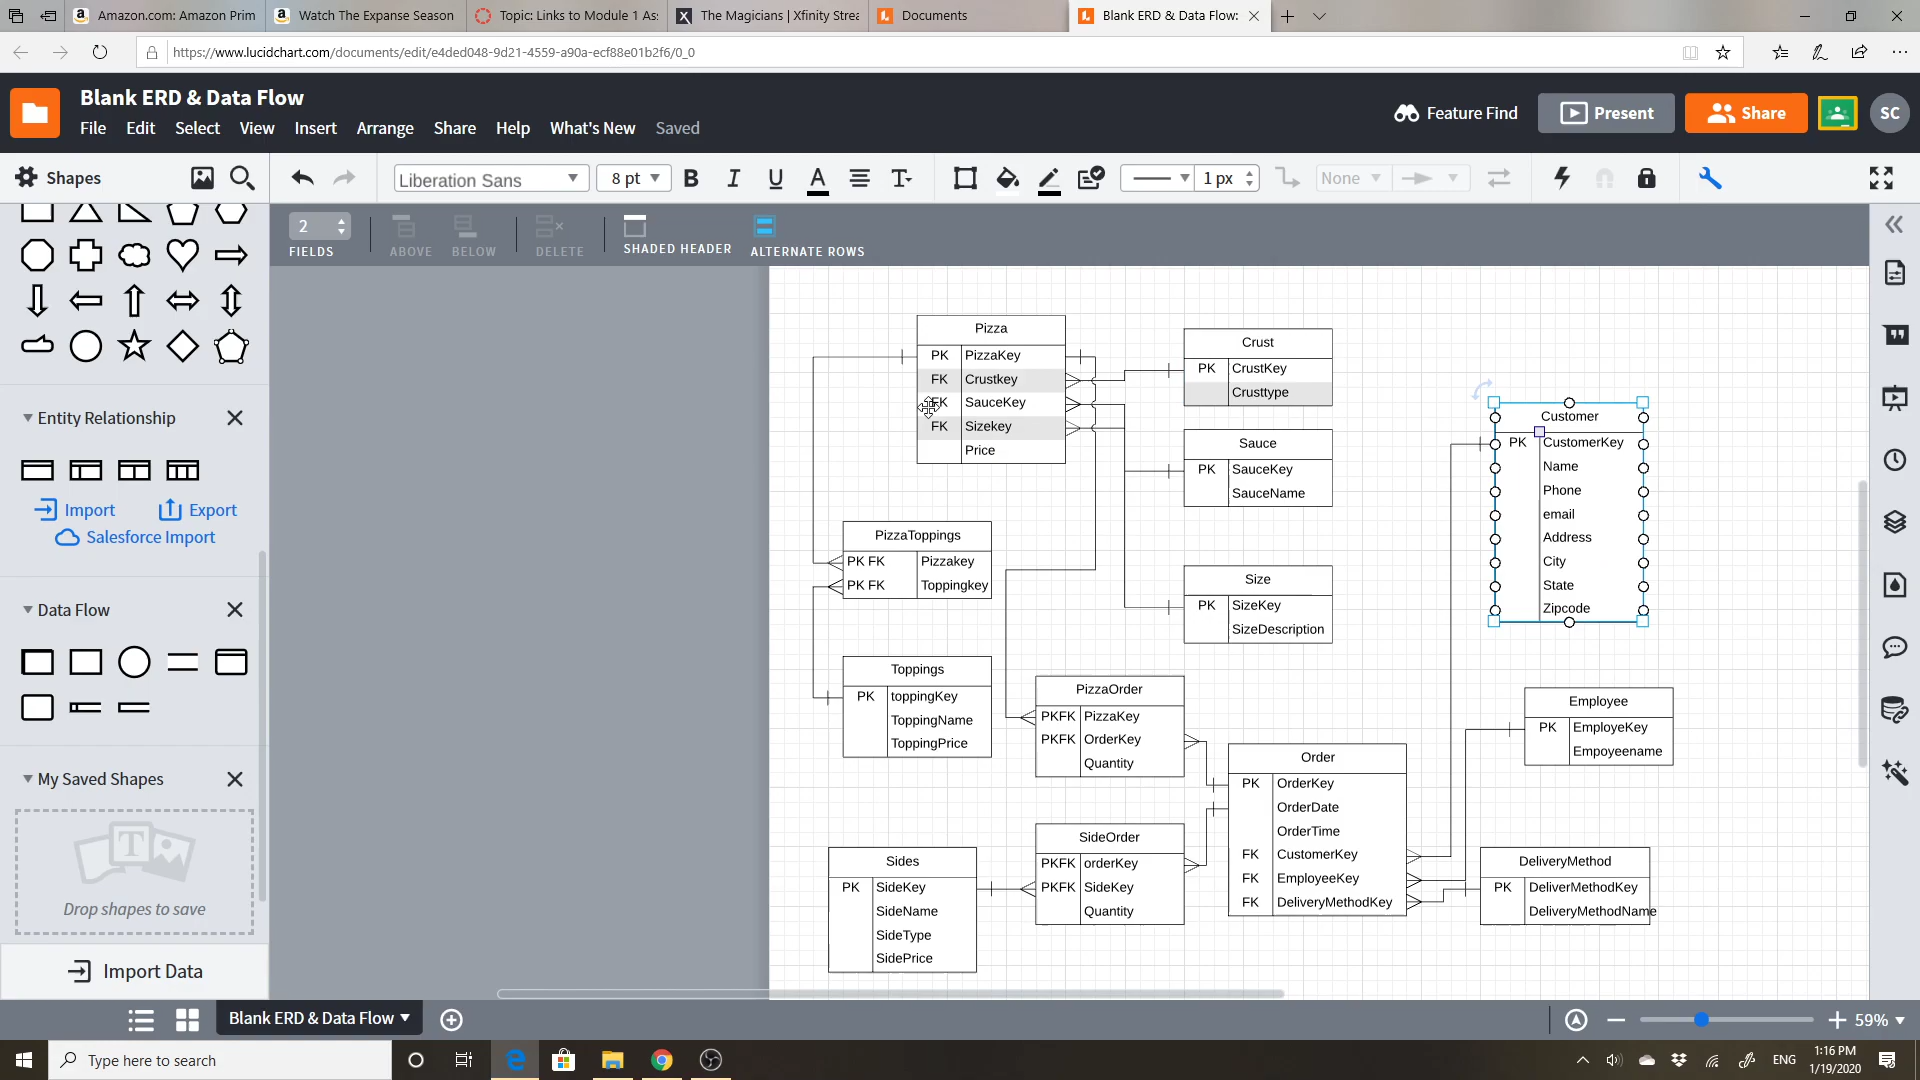 Amazon.com: Amazon Prim
Watch The Expanse Season
Topic: Links to Module 1 Ass
The Magicians | Xfinity Strea
Documents
Blank ERD & Data Flow:
https://www.lucidchart.com/documents/edit/e4ded048-9d21-4559-a90a-ecf88e01b2f6/0_0
Blank ERD & Data Flow
File Edit Select View Insert Arrange Share Help What's New Saved
Feature Find
Present
Share
SC
Shapes
Liberation Sans
8 pt
B I U A T
1 px
None
2
FIELDS
ABOVE
BELOW
DELETE
SHADED HEADER
ALTERNATE ROWS
Entity Relationship
Import
Export
Salesforce Import
Data Flow
My Saved Shapes
T
Drop shapes to save
Import Data
Pizza
PK PizzaKey
FK Crustkey
FK SauceKey
FK Sizekey
Price
Crust
PK CrustKey
Crusttype
Sauce
PK SauceKey
SauceName
Size
PK SizeKey
SizeDescription
Customer
PK CustomerKey
Name
Phone
email
Address
City
State
Zipcode
PizzaToppings
PK FK Pizzakey
PK FK Toppingkey
Toppings
PK toppingKey
ToppingName
ToppingPrice
PizzaOrder
PKFK PizzaKey
PKFK OrderKey
Quantity
Employee
PK EmployeKey
Empoyeename
Order
PK OrderKey
OrderDate
OrderTime
FK CustomerKey
FK EmployeeKey
FK DeliveryMethodKey
SideOrder
PKFK orderKey
PKFK SideKey
Quantity
Sides
PK SideKey
SideName
SideType
SidePrice
DeliveryMethod
PK DeliverMethodKey
DeliveryMethodName
Blank ERD & Data Flow
59%
Type here to search
ENG
1:16 PM
1/19/2020